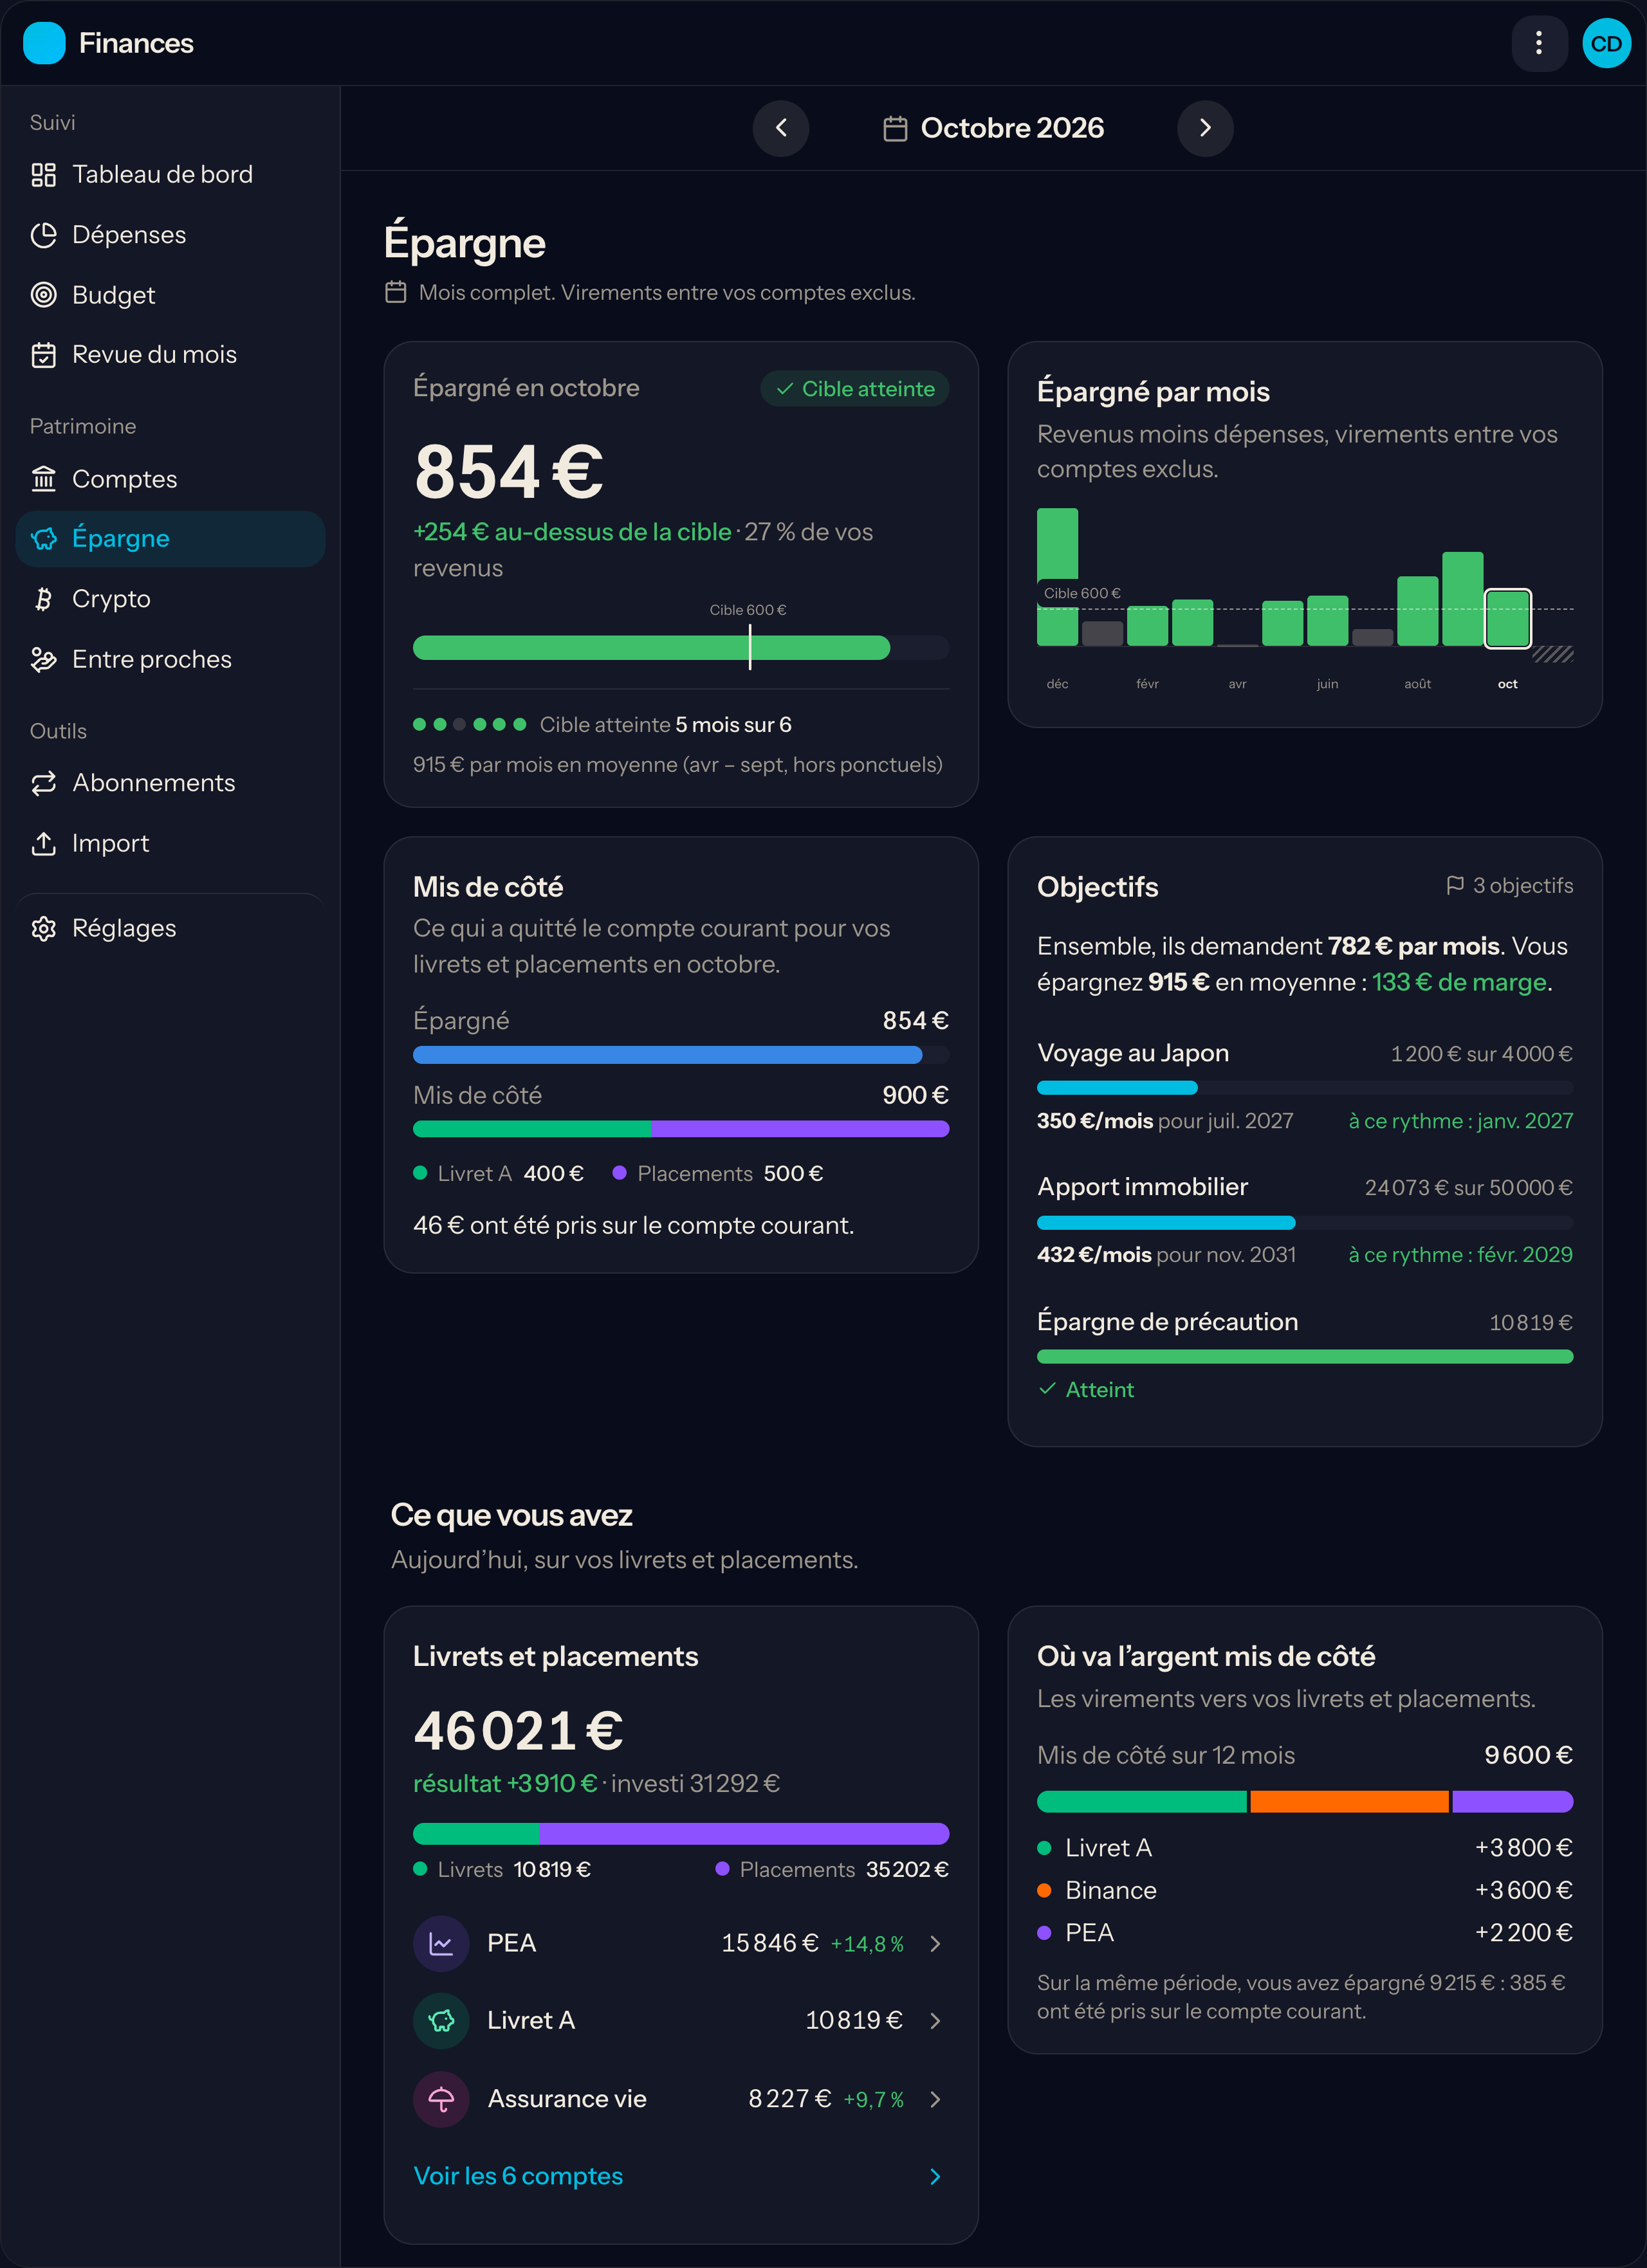 Finances
CD
Suivi
Tableau de bord
Dépenses
Budget
Revue du mois
Patrimoine
Comptes
Épargne
Crypto
Entre proches
Outils
Abonnements
Import
Réglages
Octobre 2026
Épargne
Mois complet. Virements entre vos comptes exclus.
Épargné en octobre
Cible atteinte
854 €
+254 € au-dessus de la cible · 27 % de vos
revenus
Cible 600 €
Cible atteinte 5 mois sur 6
915 € par mois en moyenne (avr – sept, hors ponctuels)
Épargné par mois
Revenus moins dépenses, virements entre vos
comptes exclus.
Cible 600 €
déc févr avr juin août oct
Mis de côté
Ce qui a quitté le compte courant pour vos
livrets et placements en octobre.
Épargné 854 €
Mis de côté 900 €
Livret A 400 € Placements 500 €
46 € ont été pris sur le compte courant.
Objectifs
3 objectifs
Ensemble, ils demandent 782 € par mois. Vous
épargnez 915 € en moyenne : 133 € de marge.
Voyage au Japon 1 200 € sur 4 000 €
350 €/mois pour juil. 2027 à ce rythme : janv. 2027
Apport immobilier 24 073 € sur 50 000 €
432 €/mois pour nov. 2031 à ce rythme : févr. 2029
Épargne de précaution 10 819 €
Atteint
Ce que vous avez
Aujourd’hui, sur vos livrets et placements.
Livrets et placements
46 021 €
résultat +3 910 € · investi 31 292 €
Livrets 10 819 € Placements 35 202 €
PEA 15 846 € +14,8 %
Livret A 10 819 €
Assurance vie 8 227 € +9,7 %
Voir les 6 comptes
Où va l’argent mis de côté
Les virements vers vos livrets et placements.
Mis de côté sur 12 mois 9 600 €
Livret A +3 800 €
Binance +3 600 €
PEA +2 200 €
Sur la même période, vous avez épargné 9 215 € : 385 €
ont été pris sur le compte courant.